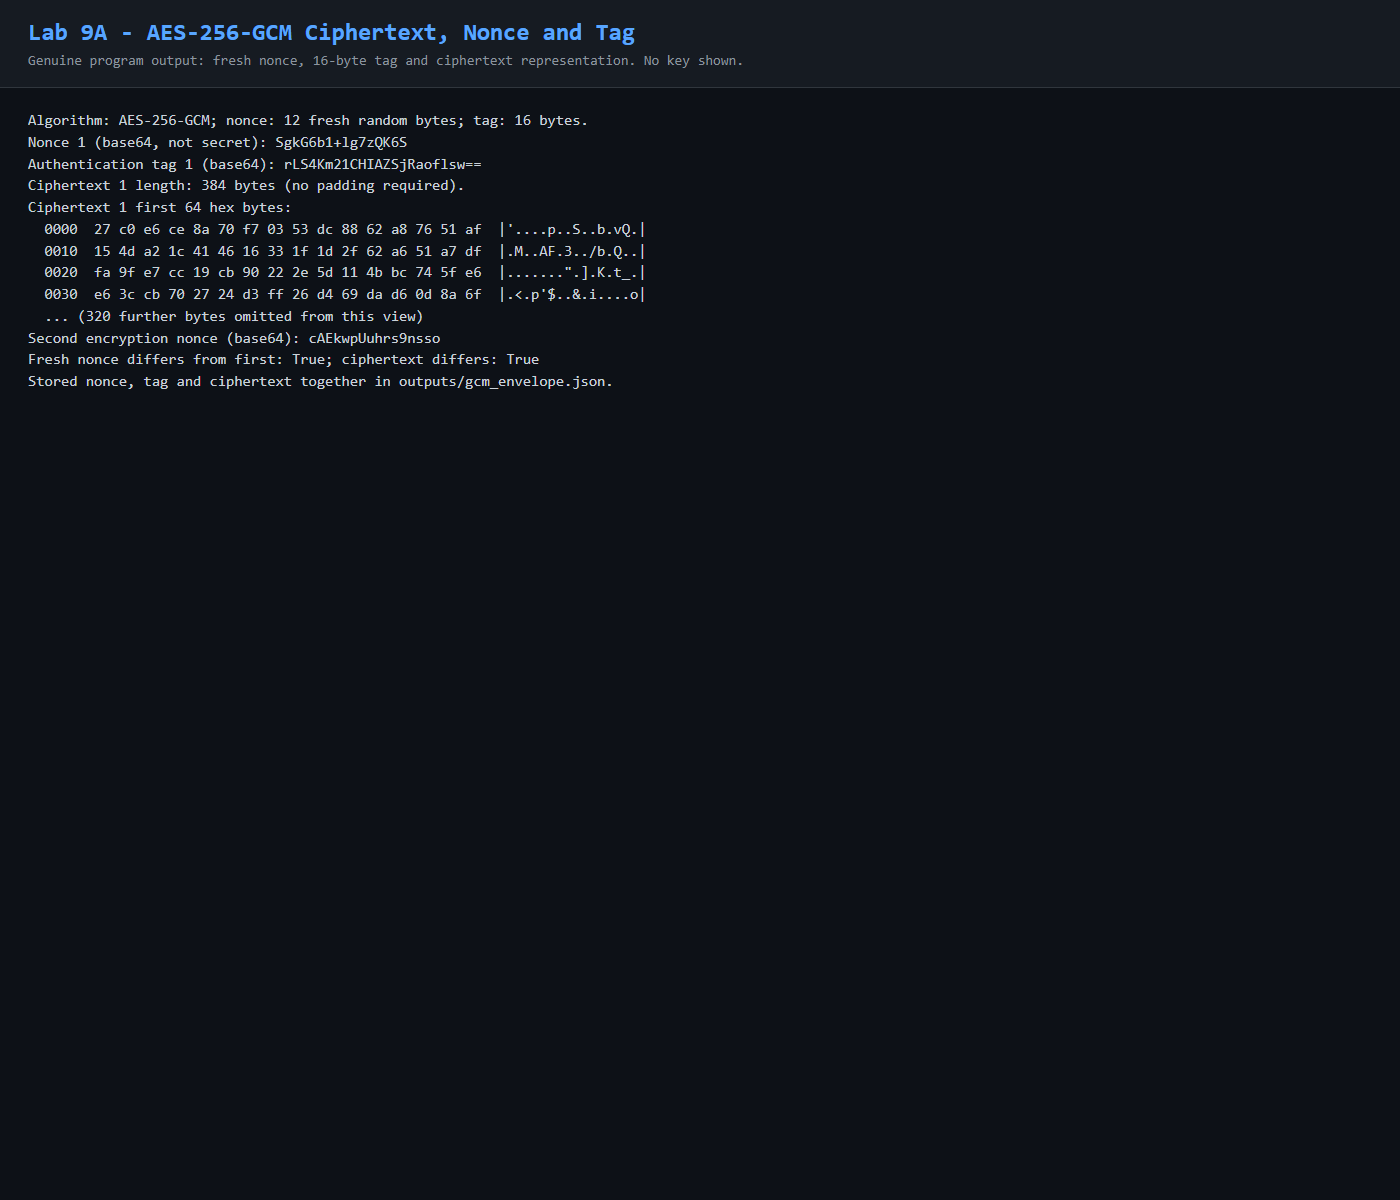 Lab 9A - AES-256-GCM Ciphertext, Nonce and Tag
Genuine program output: fresh nonce, 16-byte tag and ciphertext representation. No key shown.
Algorithm: AES-256-GCM; nonce: 12 fresh random bytes; tag: 16 bytes.
Nonce 1 (base64, not secret): SgkG6b1+lg7zQK6S
Authentication tag 1 (base64): rLS4Km21CHIAZSjRaoflsw==
Ciphertext 1 length: 384 bytes (no padding required).
Ciphertext 1 first 64 hex bytes:
  0000  27 c0 e6 ce 8a 70 f7 03 53 dc 88 62 a8 76 51 af  |'....p..S..b.vQ.|
  0010  15 4d a2 1c 41 46 16 33 1f 1d 2f 62 a6 51 a7 df  |.M..AF.3../b.Q..|
  0020  fa 9f e7 cc 19 cb 90 22 2e 5d 11 4b bc 74 5f e6  |.......".].K.t_.|
  0030  e6 3c cb 70 27 24 d3 ff 26 d4 69 da d6 0d 8a 6f  |.<.p'$..&.i....o|
  ... (320 further bytes omitted from this view)
Second encryption nonce (base64): cAEkwpUuhrs9nsso
Fresh nonce differs from first: True; ciphertext differs: True
Stored nonce, tag and ciphertext together in outputs/gcm_envelope.json.